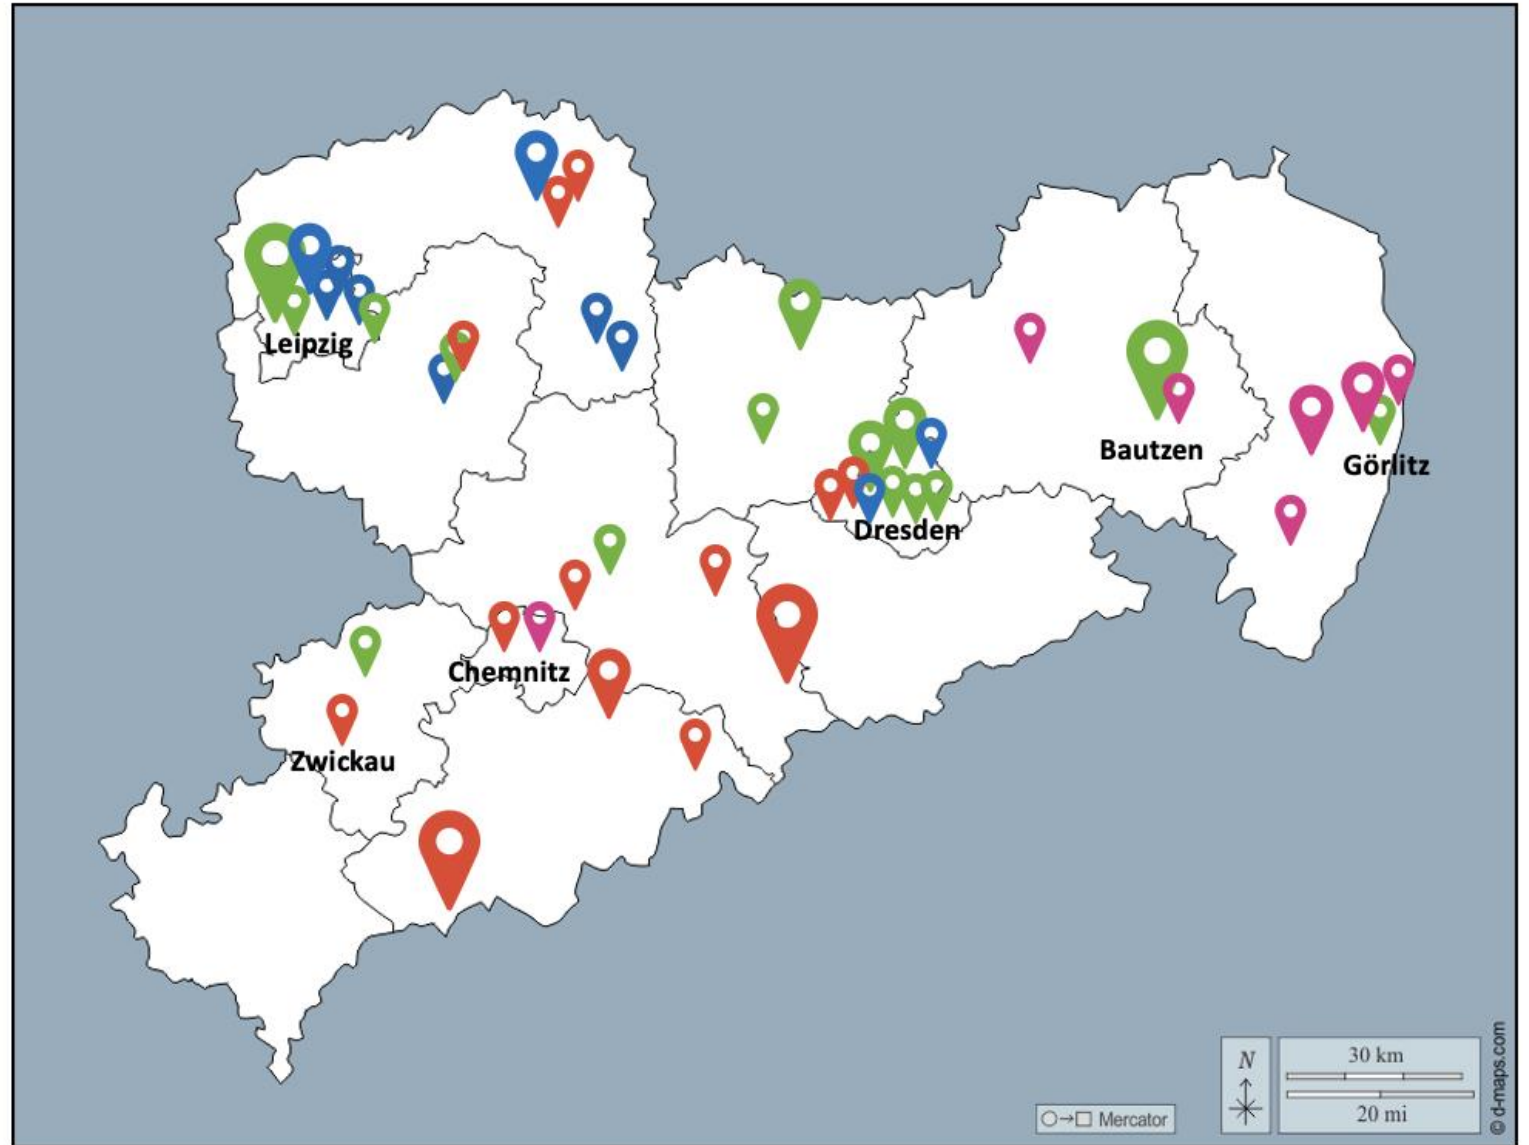 Leipzig
Bautzen
Görlitz
Dresden
Chemnitz
Zwickau
N
30 km
20 mi
Mercator
© d-maps.com